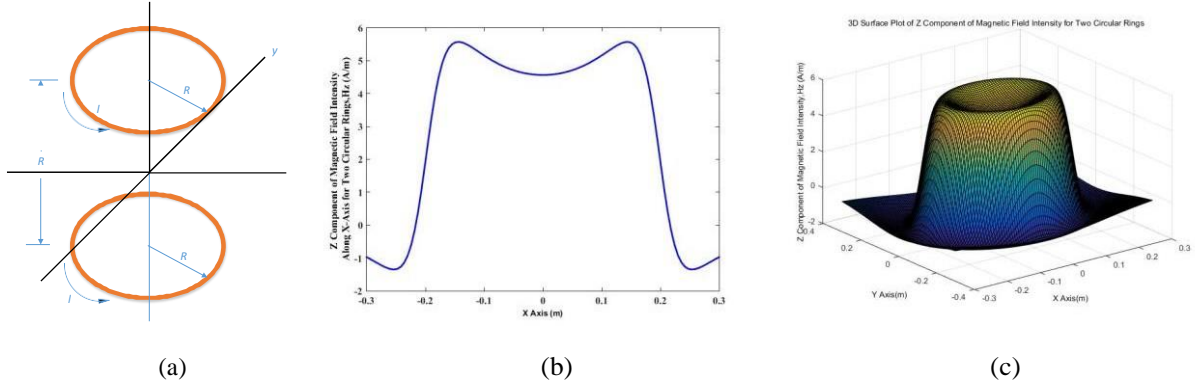 y
R
I
R
R
I
(a)
Z Component of Magnetic Field Intensity
Along X-Axis for Two Circular Rings,Hz (A/m)
6
5
4
3
2
1
0
-1
-2
-0.3 -0.2 -0.1 0 0.1 0.2 0.3
X Axis (m)
(b)
3D Surface Plot of Z Component of Magnetic Field Intensity for Two Circular Rings
Z Component of Magnetic Field Intensity,Hz (A/m)
6
4
2
0
-2
0.4
0.2
0
-0.2
-0.4
Y Axis(m)
-0.3
-0.2
-0.1
0
0.1
0.2
0.3
X Axis(m)
(c)